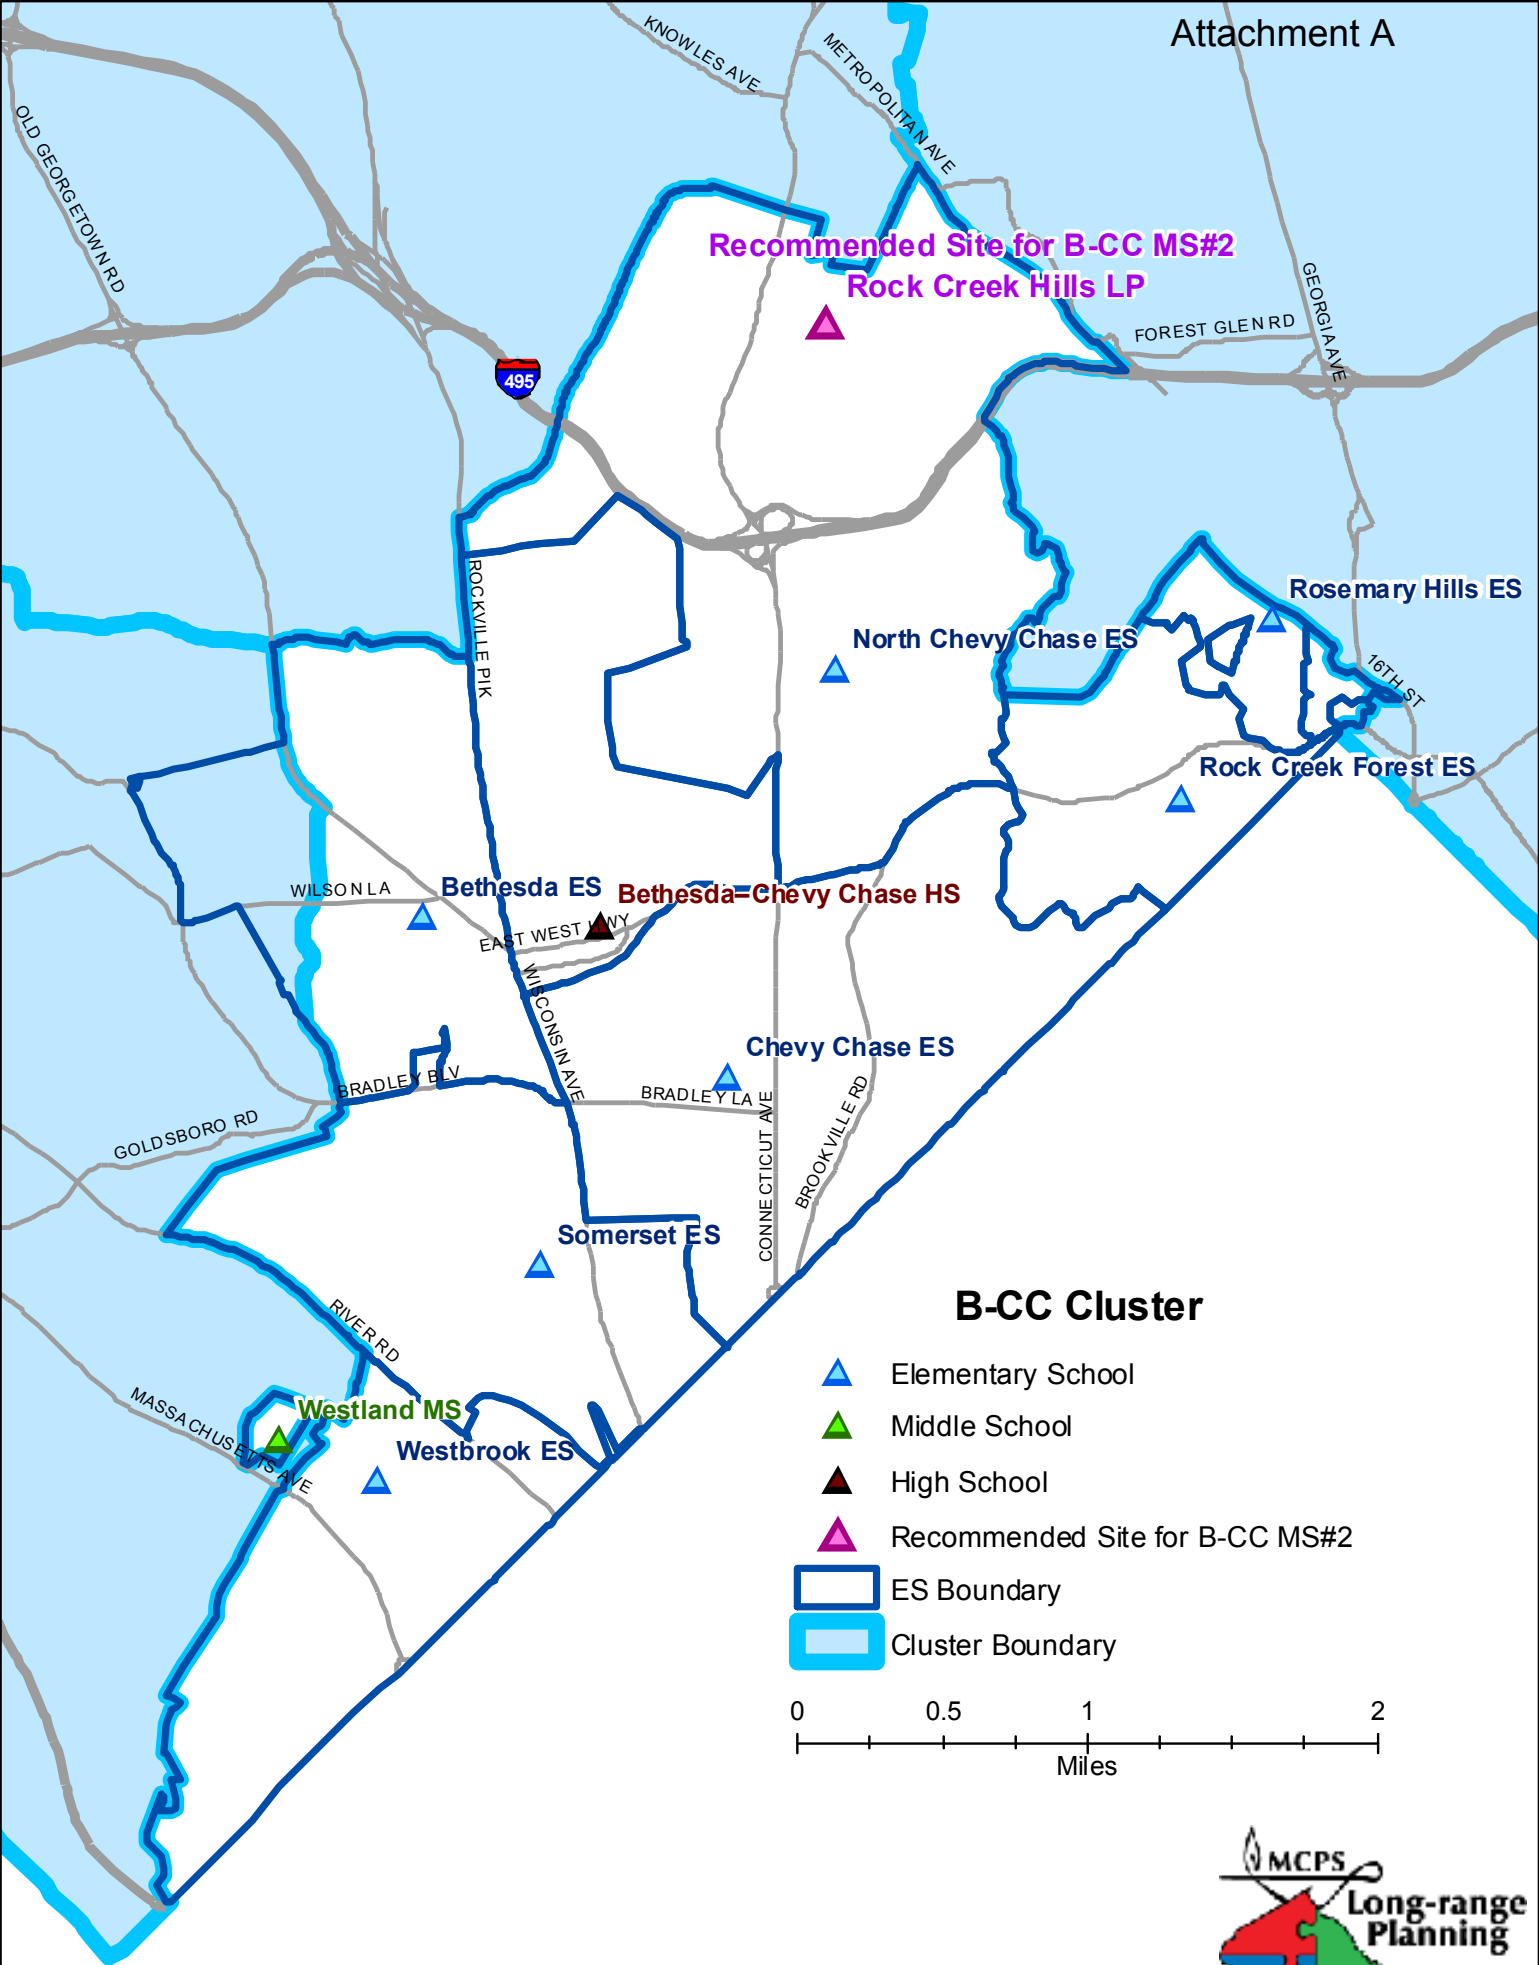 Attachment A
KNOWLES AVE
METROPOLITAN AVE
OLD GEORGETOWN RD
Recommended Site for B-CC MS#2
Rock Creek Hills LP
GEORGIA AVE
FOREST GLEN RD
495
ROCKVILLE PIK
Rosemary Hills ES
North Chevy Chase ES
16TH ST
Rock Creek Forest ES
WILSON LA
Bethesda ES
Bethesda-Chevy Chase HS
EAST WEST HWY
WISCONSIN AVE
Chevy Chase ES
BRADLEY BLV
BRADLEY LA
GOLDSBORO RD
CONNECTICUT AVE
BROOKVILLE RD
Somerset ES
RIVER RD
MASSACHUSETTS AVE
Westland MS
Westbrook ES
B-CC Cluster
Elementary School
Middle School
High School
Recommended Site for B-CC MS#2
ES Boundary
Cluster Boundary
0 0.5 1 2
Miles
MCPS
Long-range
Planning